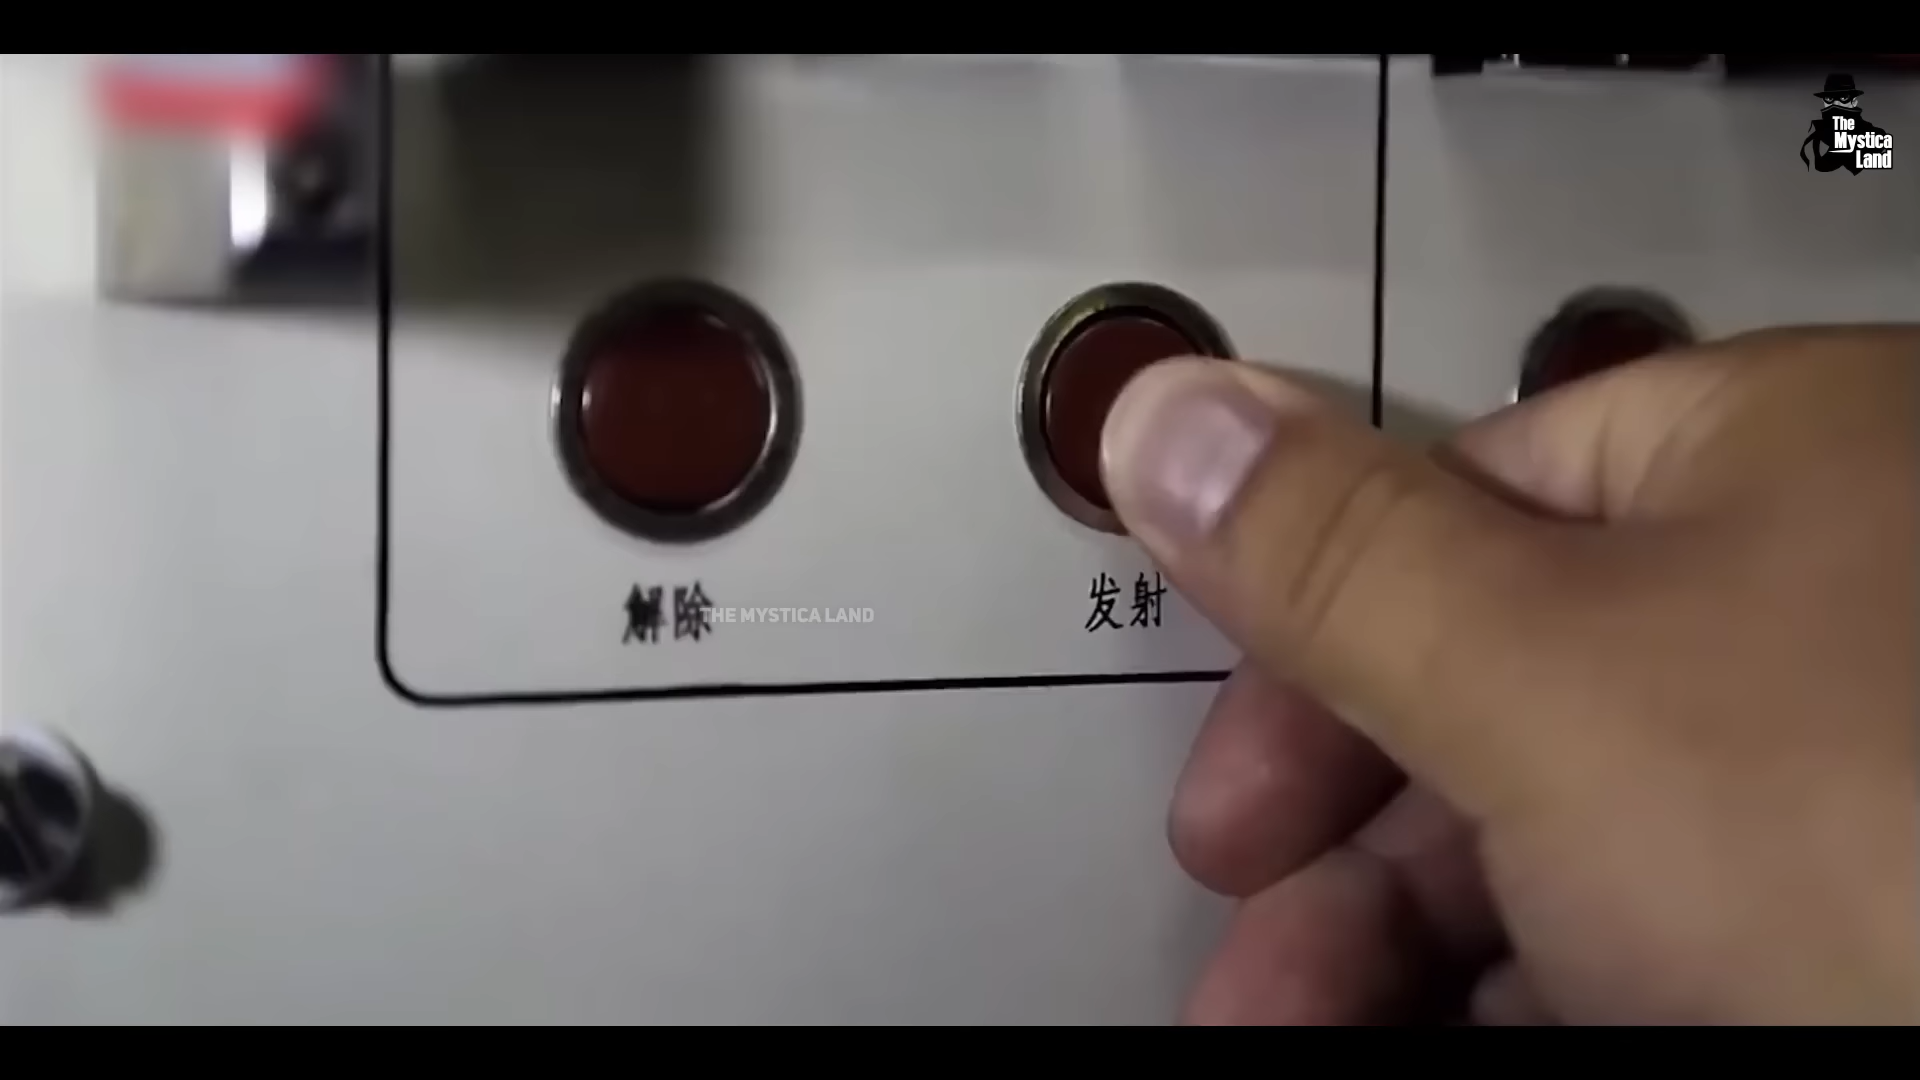 The
Mystica
Land
解除
THE MYSTICA LAND
发射